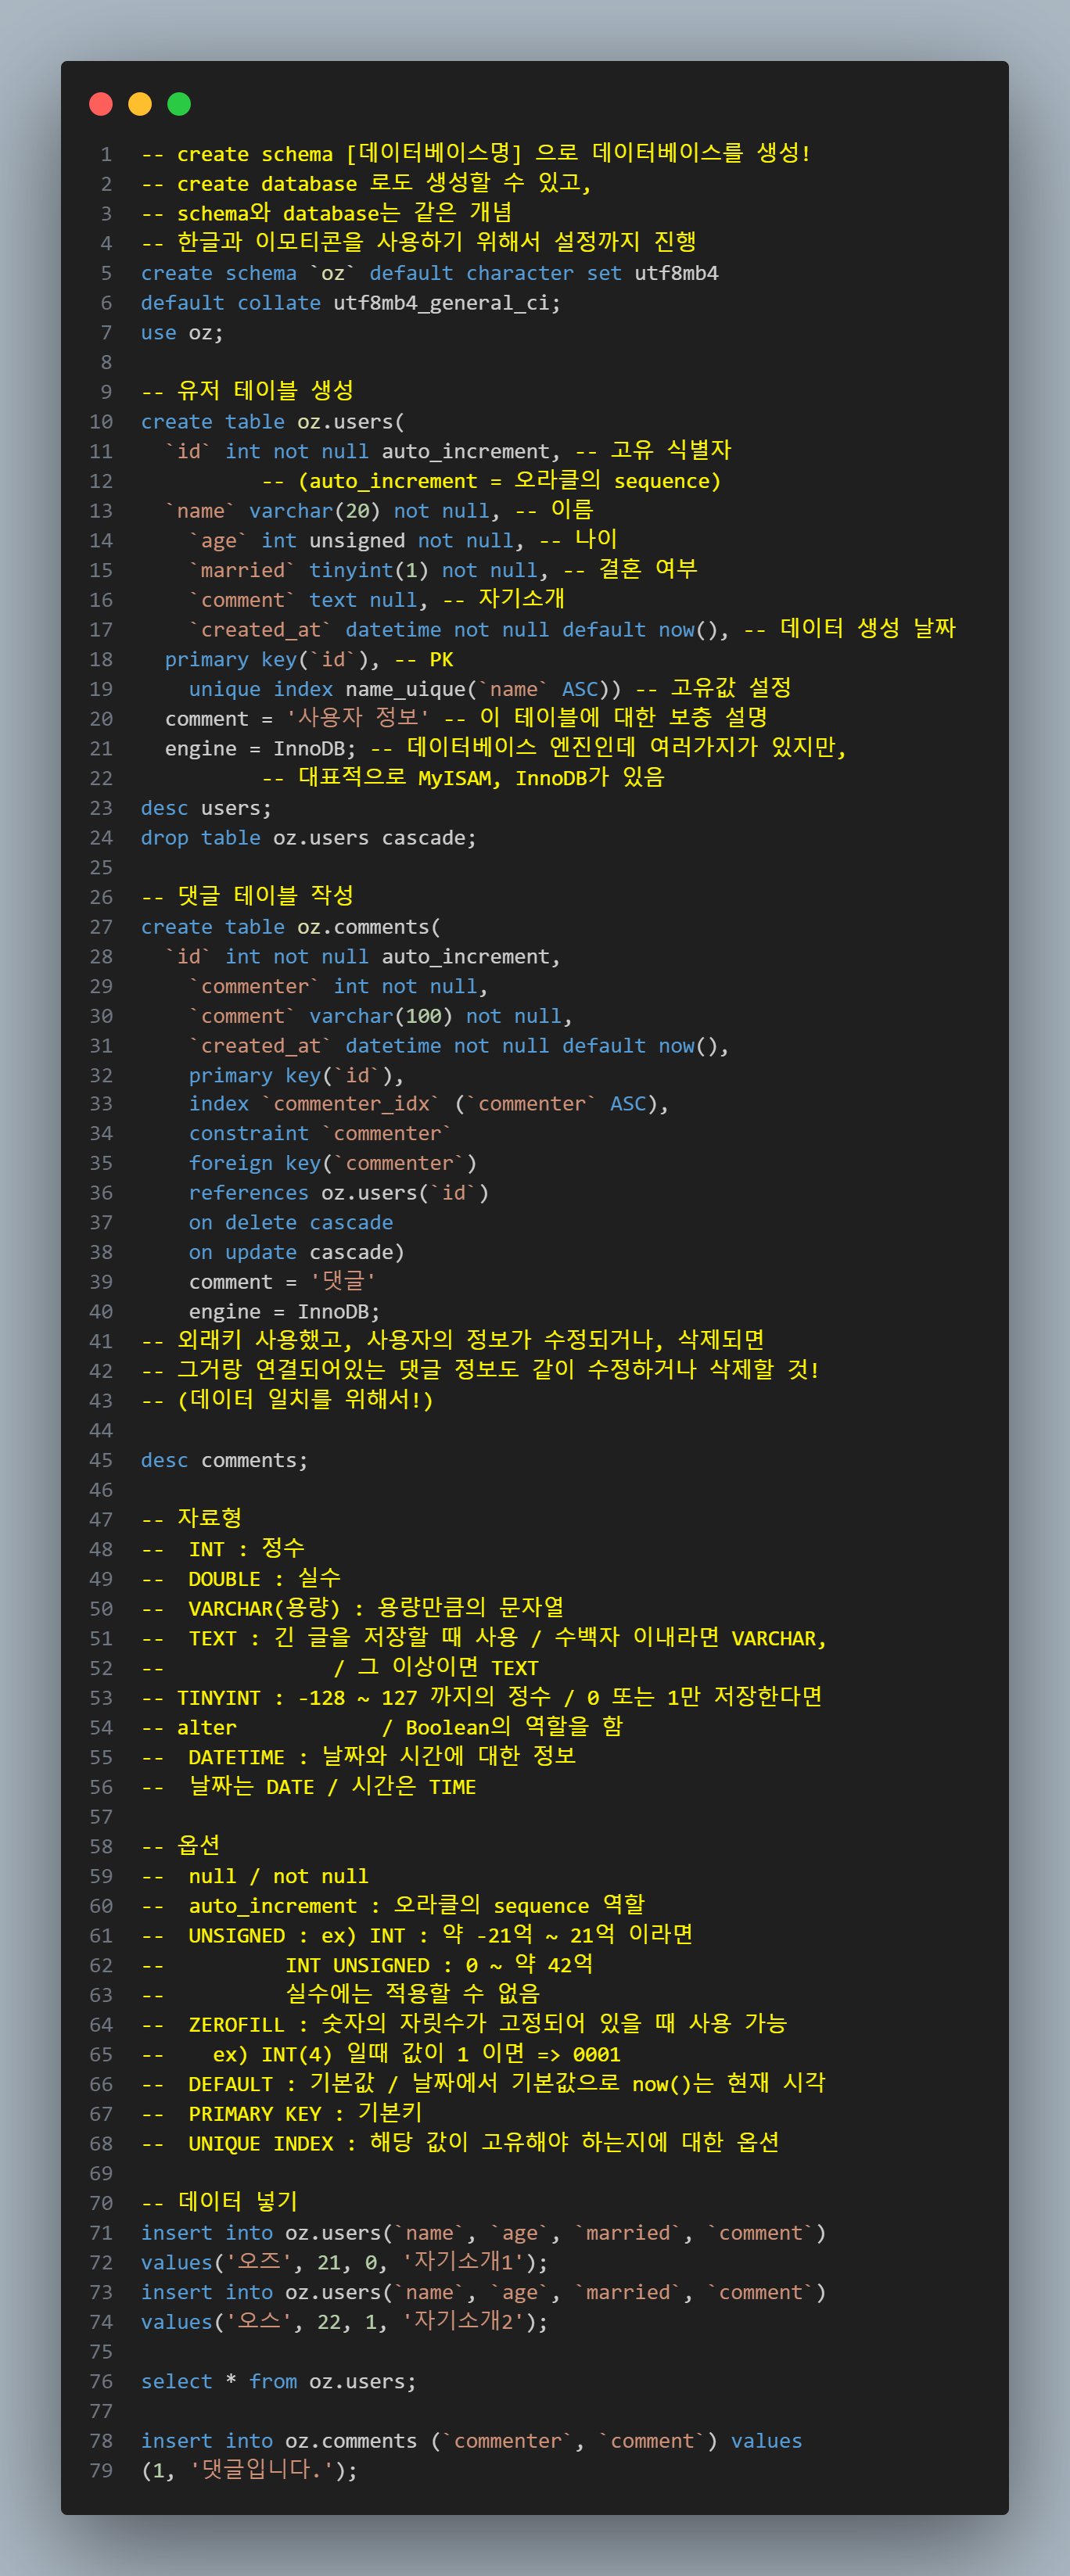 1 -- create schema [데이터베이스명] 으로 데이터베이스를 생성!
2 -- create database 로도 생성할 수 있고,
3 -- schema와 database는 같은 개념
4 -- 한글과 이모티콘을 사용하기 위해서 설정까지 진행
5 create schema `oz` default character set utf8mb4
6 default collate utf8mb4_general_ci;
7 use oz;
8
9 -- 유저 테이블 생성
10 create table oz.users(
11   `id` int not null auto_increment, -- 고유 식별자
12           -- (auto_increment = 오라클의 sequence)
13   `name` varchar(20) not null, -- 이름
14     `age` int unsigned not null, -- 나이
15     `married` tinyint(1) not null, -- 결혼 여부
16     `comment` text null, -- 자기소개
17     `created_at` datetime not null default now(), -- 데이터 생성 날짜
18   primary key(`id`), -- PK
19     unique index name_uique(`name` ASC)) -- 고유값 설정
20   comment = '사용자 정보' -- 이 테이블에 대한 보충 설명
21   engine = InnoDB; -- 데이터베이스 엔진인데 여러가지가 있지만,
22           -- 대표적으로 MyISAM, InnoDB가 있음
23 desc users;
24 drop table oz.users cascade;
25
26 -- 댓글 테이블 작성
27 create table oz.comments(
28   `id` int not null auto_increment,
29     `commenter` int not null,
30     `comment` varchar(100) not null,
31     `created_at` datetime not null default now(),
32     primary key(`id`),
33     index `commenter_idx` (`commenter` ASC),
34     constraint `commenter`
35     foreign key(`commenter`)
36     references oz.users(`id`)
37     on delete cascade
38     on update cascade)
39     comment = '댓글'
40     engine = InnoDB;
41 -- 외래키 사용했고, 사용자의 정보가 수정되거나, 삭제되면
42 -- 그거랑 연결되어있는 댓글 정보도 같이 수정하거나 삭제할 것!
43 -- (데이터 일치를 위해서!)
44
45 desc comments;
46
47 -- 자료형
48 --  INT : 정수
49 --  DOUBLE : 실수
50 --  VARCHAR(용량) : 용량만큼의 문자열
51 --  TEXT : 긴 글을 저장할 때 사용 / 수백자 이내라면 VARCHAR,
52 --              / 그 이상이면 TEXT
53 -- TINYINT : -128 ~ 127 까지의 정수 / 0 또는 1만 저장한다면
54 -- alter            / Boolean의 역할을 함
55 --  DATETIME : 날짜와 시간에 대한 정보
56 --  날짜는 DATE / 시간은 TIME
57
58 -- 옵션
59 --  null / not null
60 --  auto_increment : 오라클의 sequence 역할
61 --  UNSIGNED : ex) INT : 약 -21억 ~ 21억 이라면
62 --          INT UNSIGNED : 0 ~ 약 42억
63 --          실수에는 적용할 수 없음
64 --  ZEROFILL : 숫자의 자릿수가 고정되어 있을 때 사용 가능
65 --    ex) INT(4) 일때 값이 1 이면 => 0001
66 --  DEFAULT : 기본값 / 날짜에서 기본값으로 now()는 현재 시각
67 --  PRIMARY KEY : 기본키
68 --  UNIQUE INDEX : 해당 값이 고유해야 하는지에 대한 옵션
69
70 -- 데이터 넣기
71 insert into oz.users(`name`, `age`, `married`, `comment`)
72 values('오즈', 21, 0, '자기소개1');
73 insert into oz.users(`name`, `age`, `married`, `comment`)
74 values('오스', 22, 1, '자기소개2');
75
76 select * from oz.users;
77
78 insert into oz.comments (`commenter`, `comment`) values
79 (1, '댓글입니다.');